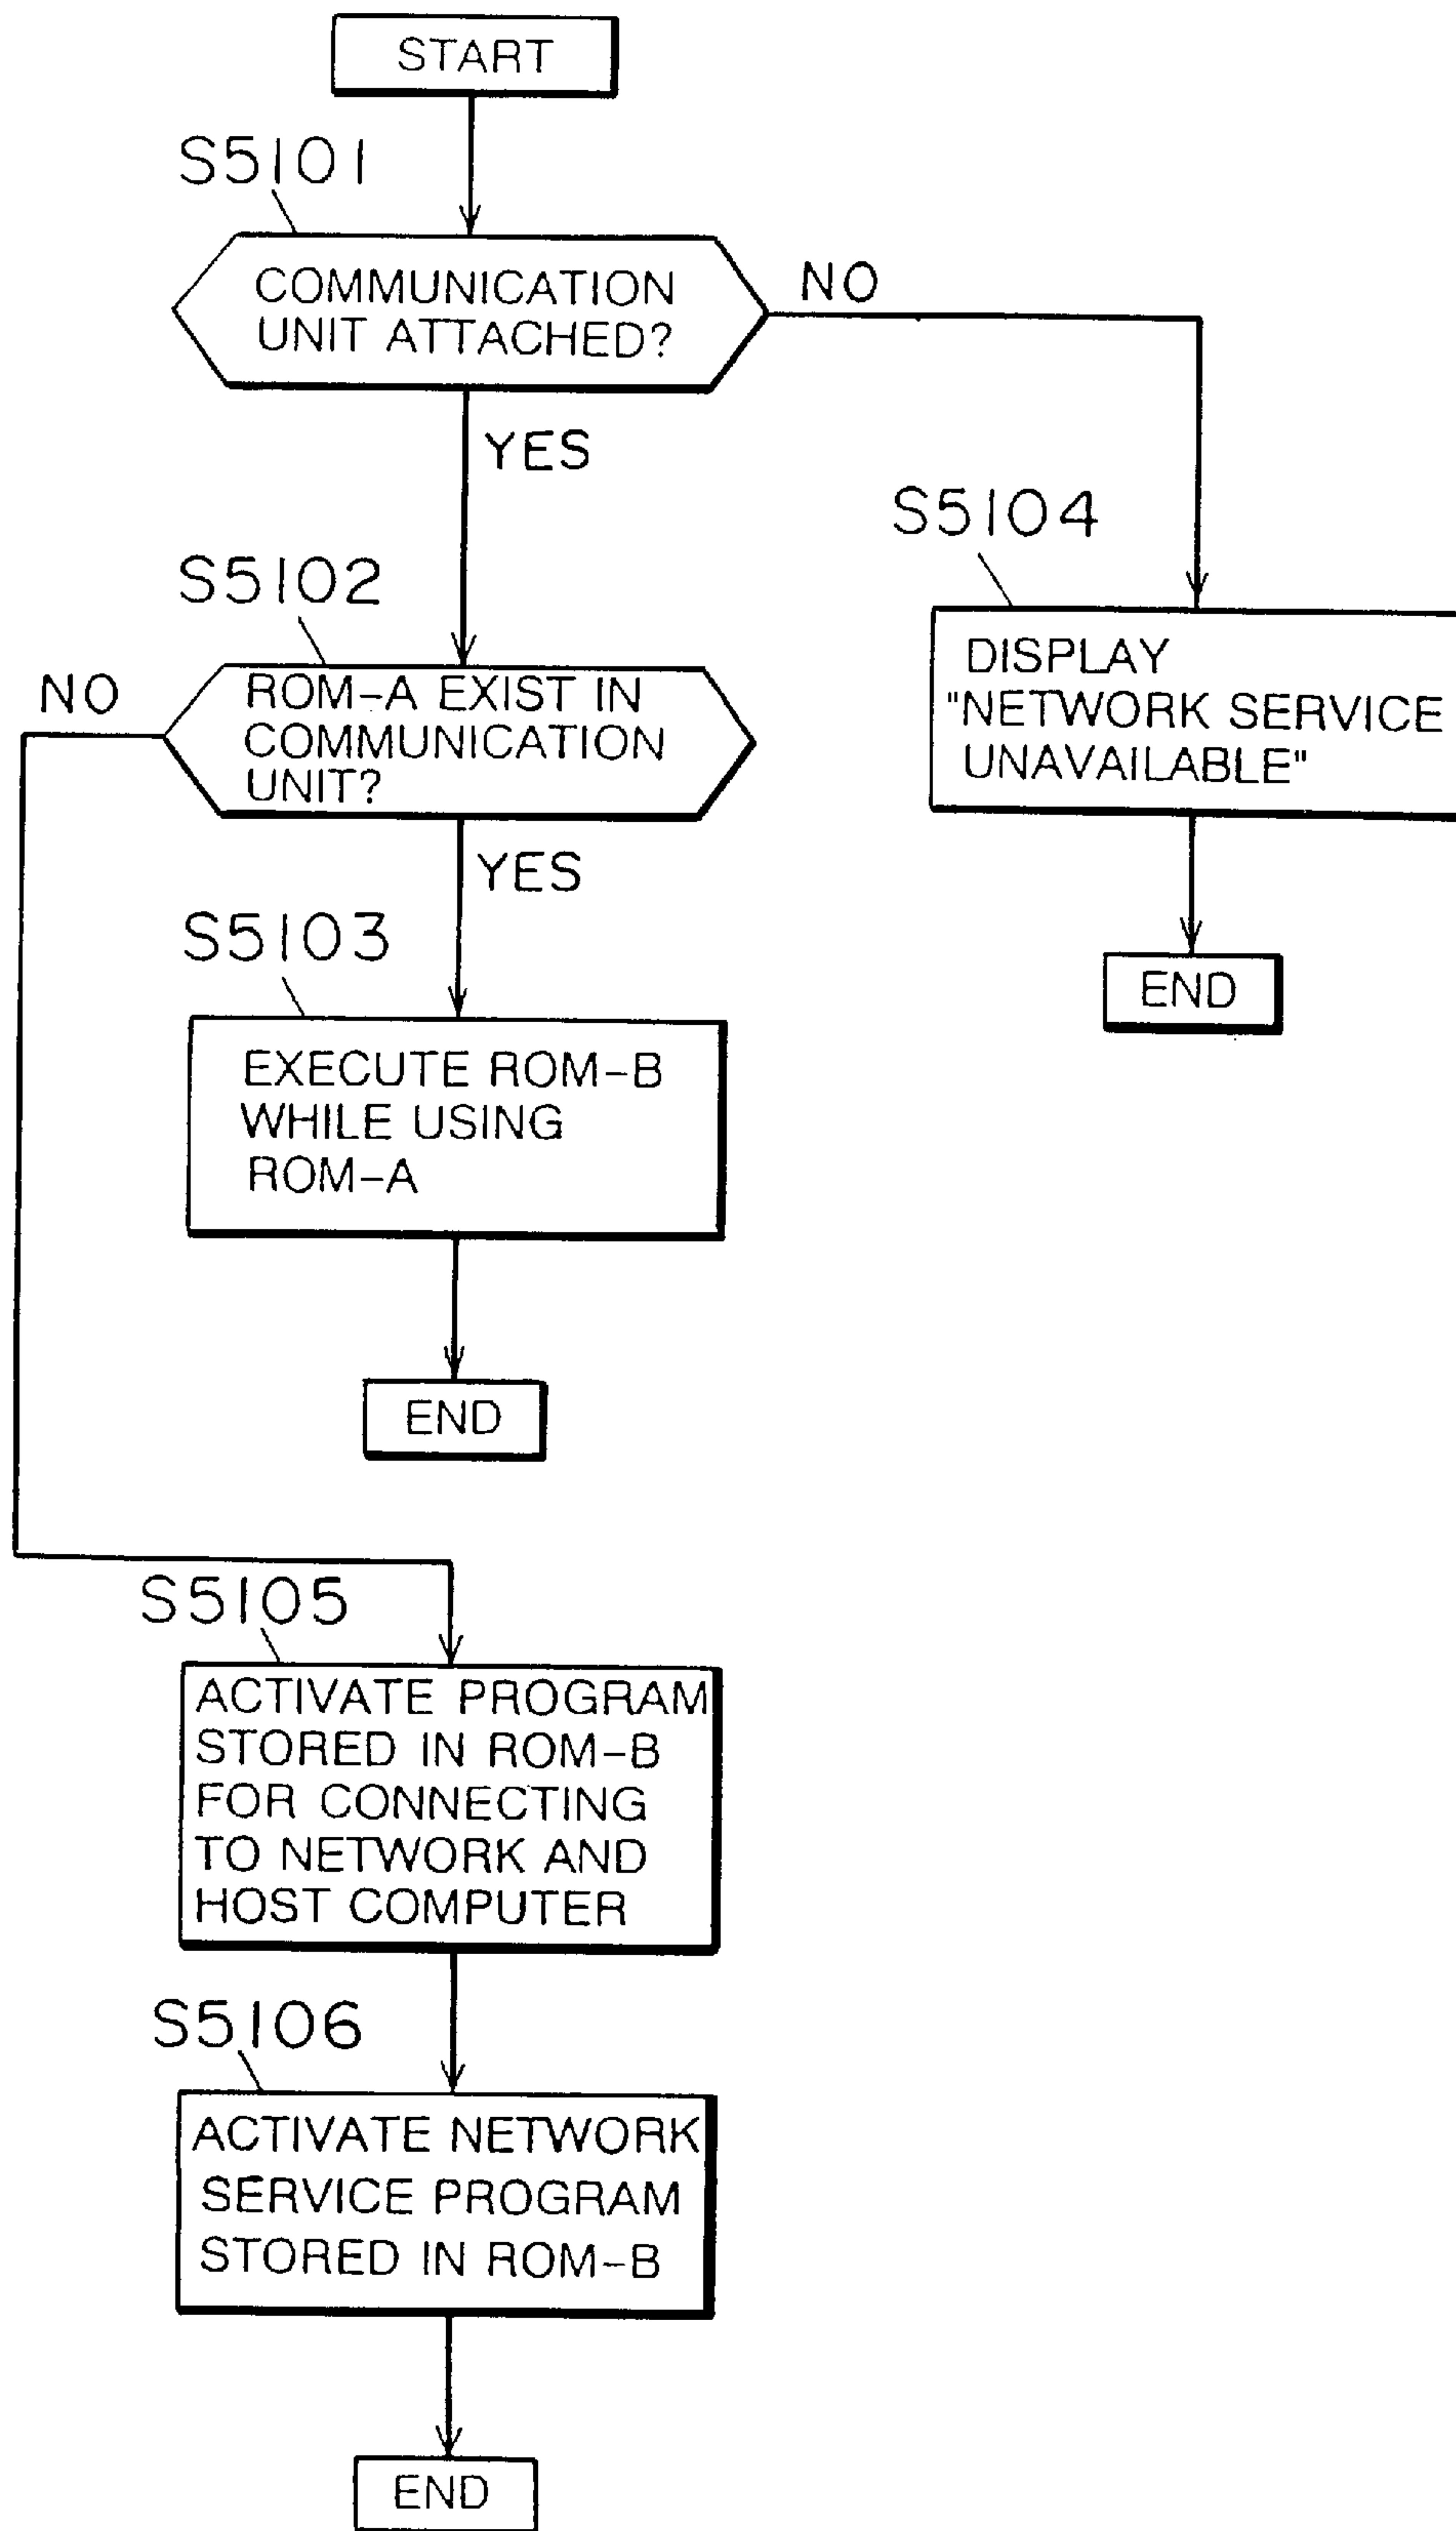 START
S5101
COMMUNICATION
UNIT ATTACHED?
NO
YES
S5104
DISPLAY
"NETWORK SERVICE
UNAVAILABLE"
END
S5102
NO
ROM-A EXIST IN
COMMUNICATION
UNIT?
YES
S5103
EXECUTE ROM-B
WHILE USING
ROM-A
END
S5105
ACTIVATE PROGRAM
STORED IN ROM-B
FOR CONNECTING
TO NETWORK AND
HOST COMPUTER
S5106
ACTIVATE NETWORK
SERVICE PROGRAM
STORED IN ROM-B
END